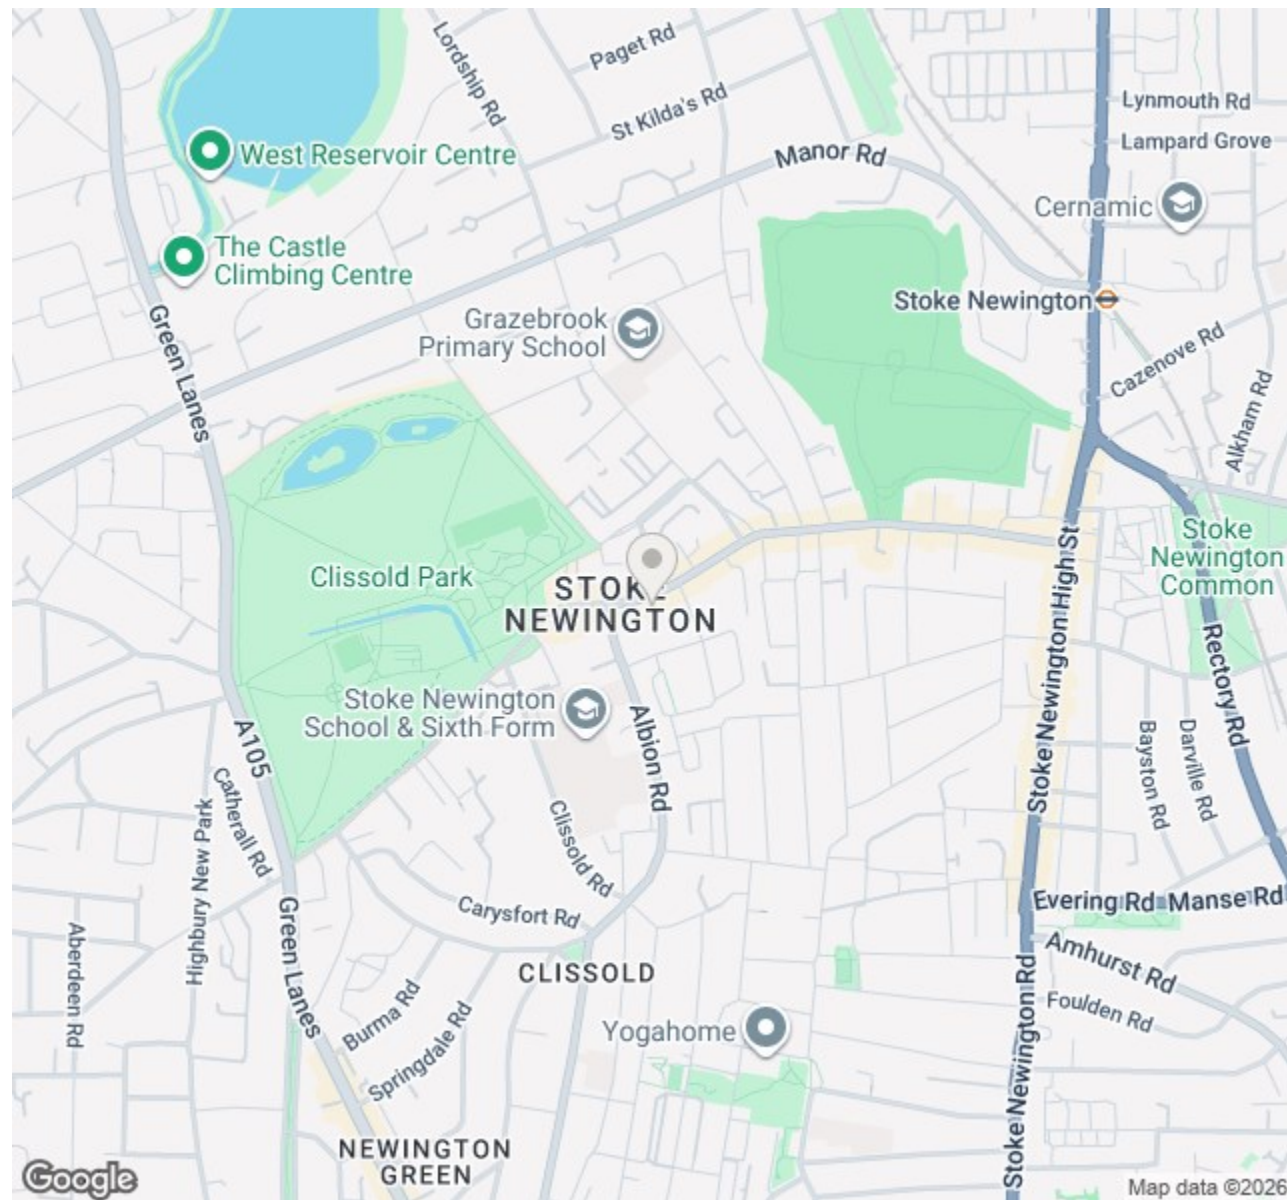 Lordship Rd
Paget Rd
St Kilda's Rd
Manor Rd
Lynmouth Rd
Lampard Grove
Cernamic
West Reservoir Centre
The Castle
Climbing Centre
Stoke Newington
Green Lanes
Grazebrook
Primary School
Cazenove Rd
Alkham Rd
Clissold Park
STOKE
NEWINGTON
Stoke
Newington
Common
Stoke Newington High St
Rectory Rd
Stoke Newington
School & Sixth Form
Albion Rd
A105
Catherall Rd
Highbury New Park
Clissold Rd
Bayston Rd
Darville Rd
Carysfort Rd
Evering Rd
Manse Rd
Amhurst Rd
Foulden Rd
Aberdeen Rd
Green Lanes
CLISSOLD
Burma Rd
Springdale Rd
Yogahome
Stoke Newington Rd
NEWINGTON
GREEN
Google
Map data ©2026